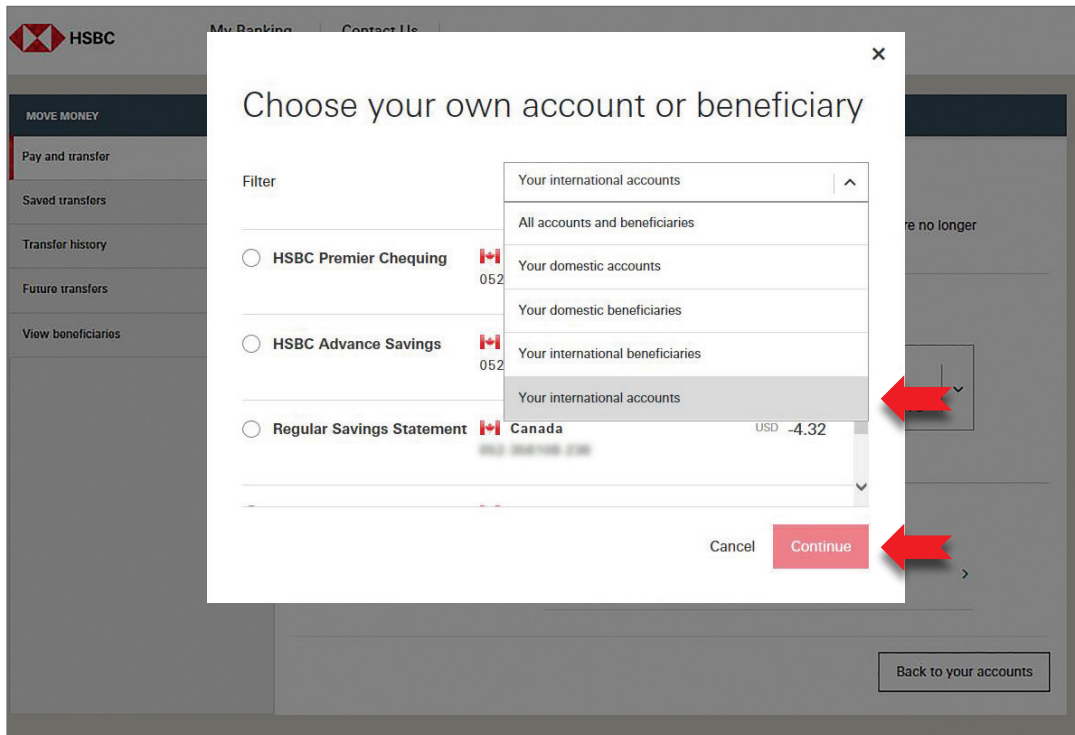 HSBC
My Banking
Contact Us
×
MOVE MONEY
Pay and transfer
Saved transfers
Transfer history
Future transfers
View beneficiaries
Choose your own account or beneficiary
Filter
Your international accounts
All accounts and beneficiaries
Your domestic accounts
Your domestic beneficiaries
Your international beneficiaries
Your international accounts
re no longer
HSBC Premier Chequing
052
HSBC Advance Savings
052
Regular Savings Statement
Canada
USD -4.32
Cancel
Continue
Back to your accounts